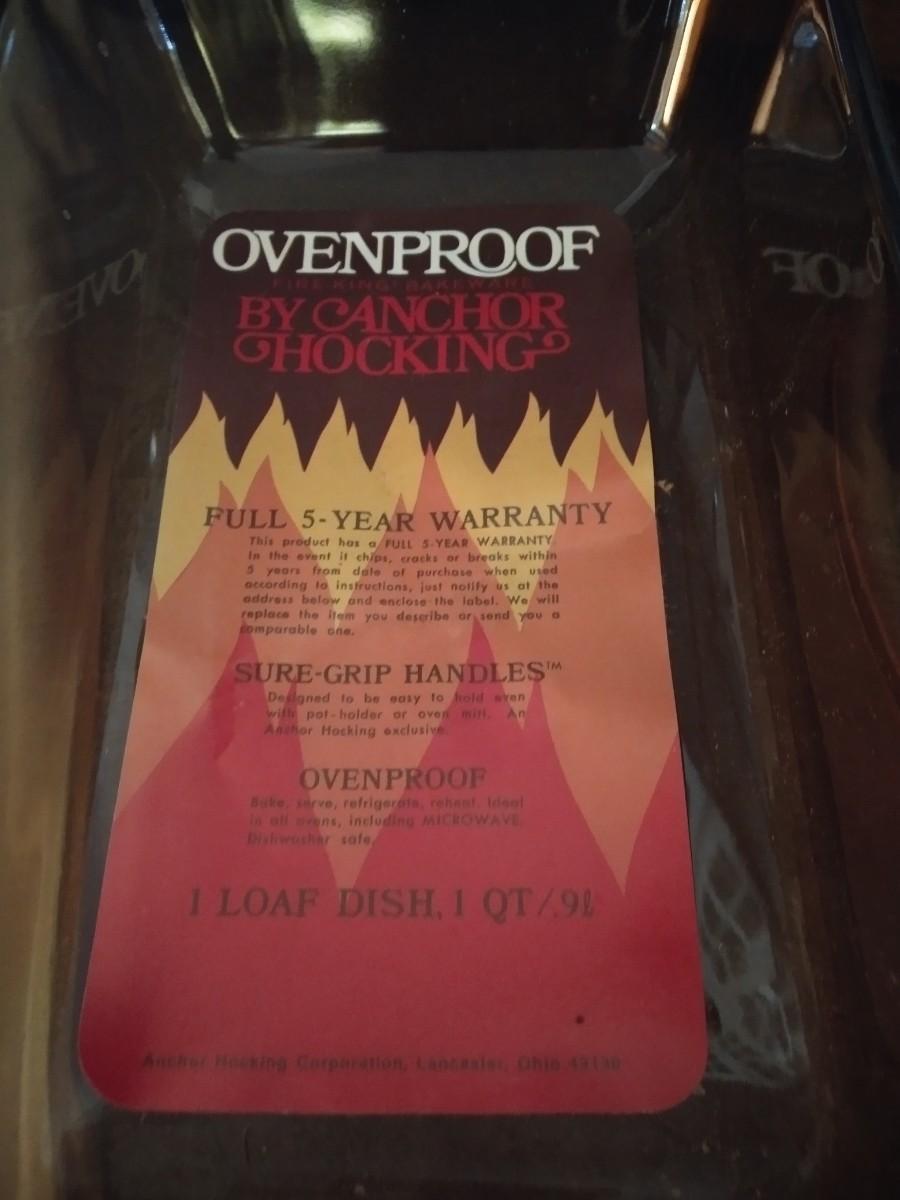 OVENPROOF
FIRE-KING® BAKEWARE
BY ANCHOR
HOCKING
FULL 5-YEAR WARRANTY
This product has a FULL 5-YEAR WARRANTY.
In the event it chips, cracks or breaks within
5 years from date of purchase when used
according to instructions, just notify us at the
address below and enclose the label. We will
replace the item you describe or send you a
comparable one.
SURE-GRIP HANDLES™
Designed to be easy to hold even
with pot-holder or oven mitt. An
Anchor Hocking exclusive.
OVENPROOF
Bake, serve, refrigerate, reheat. Ideal
in all ovens, including MICROWAVE.
Dishwasher safe.
1 LOAF DISH, 1 QT/.9ℓ
Anchor Hocking Corporation, Lancaster, Ohio 43130